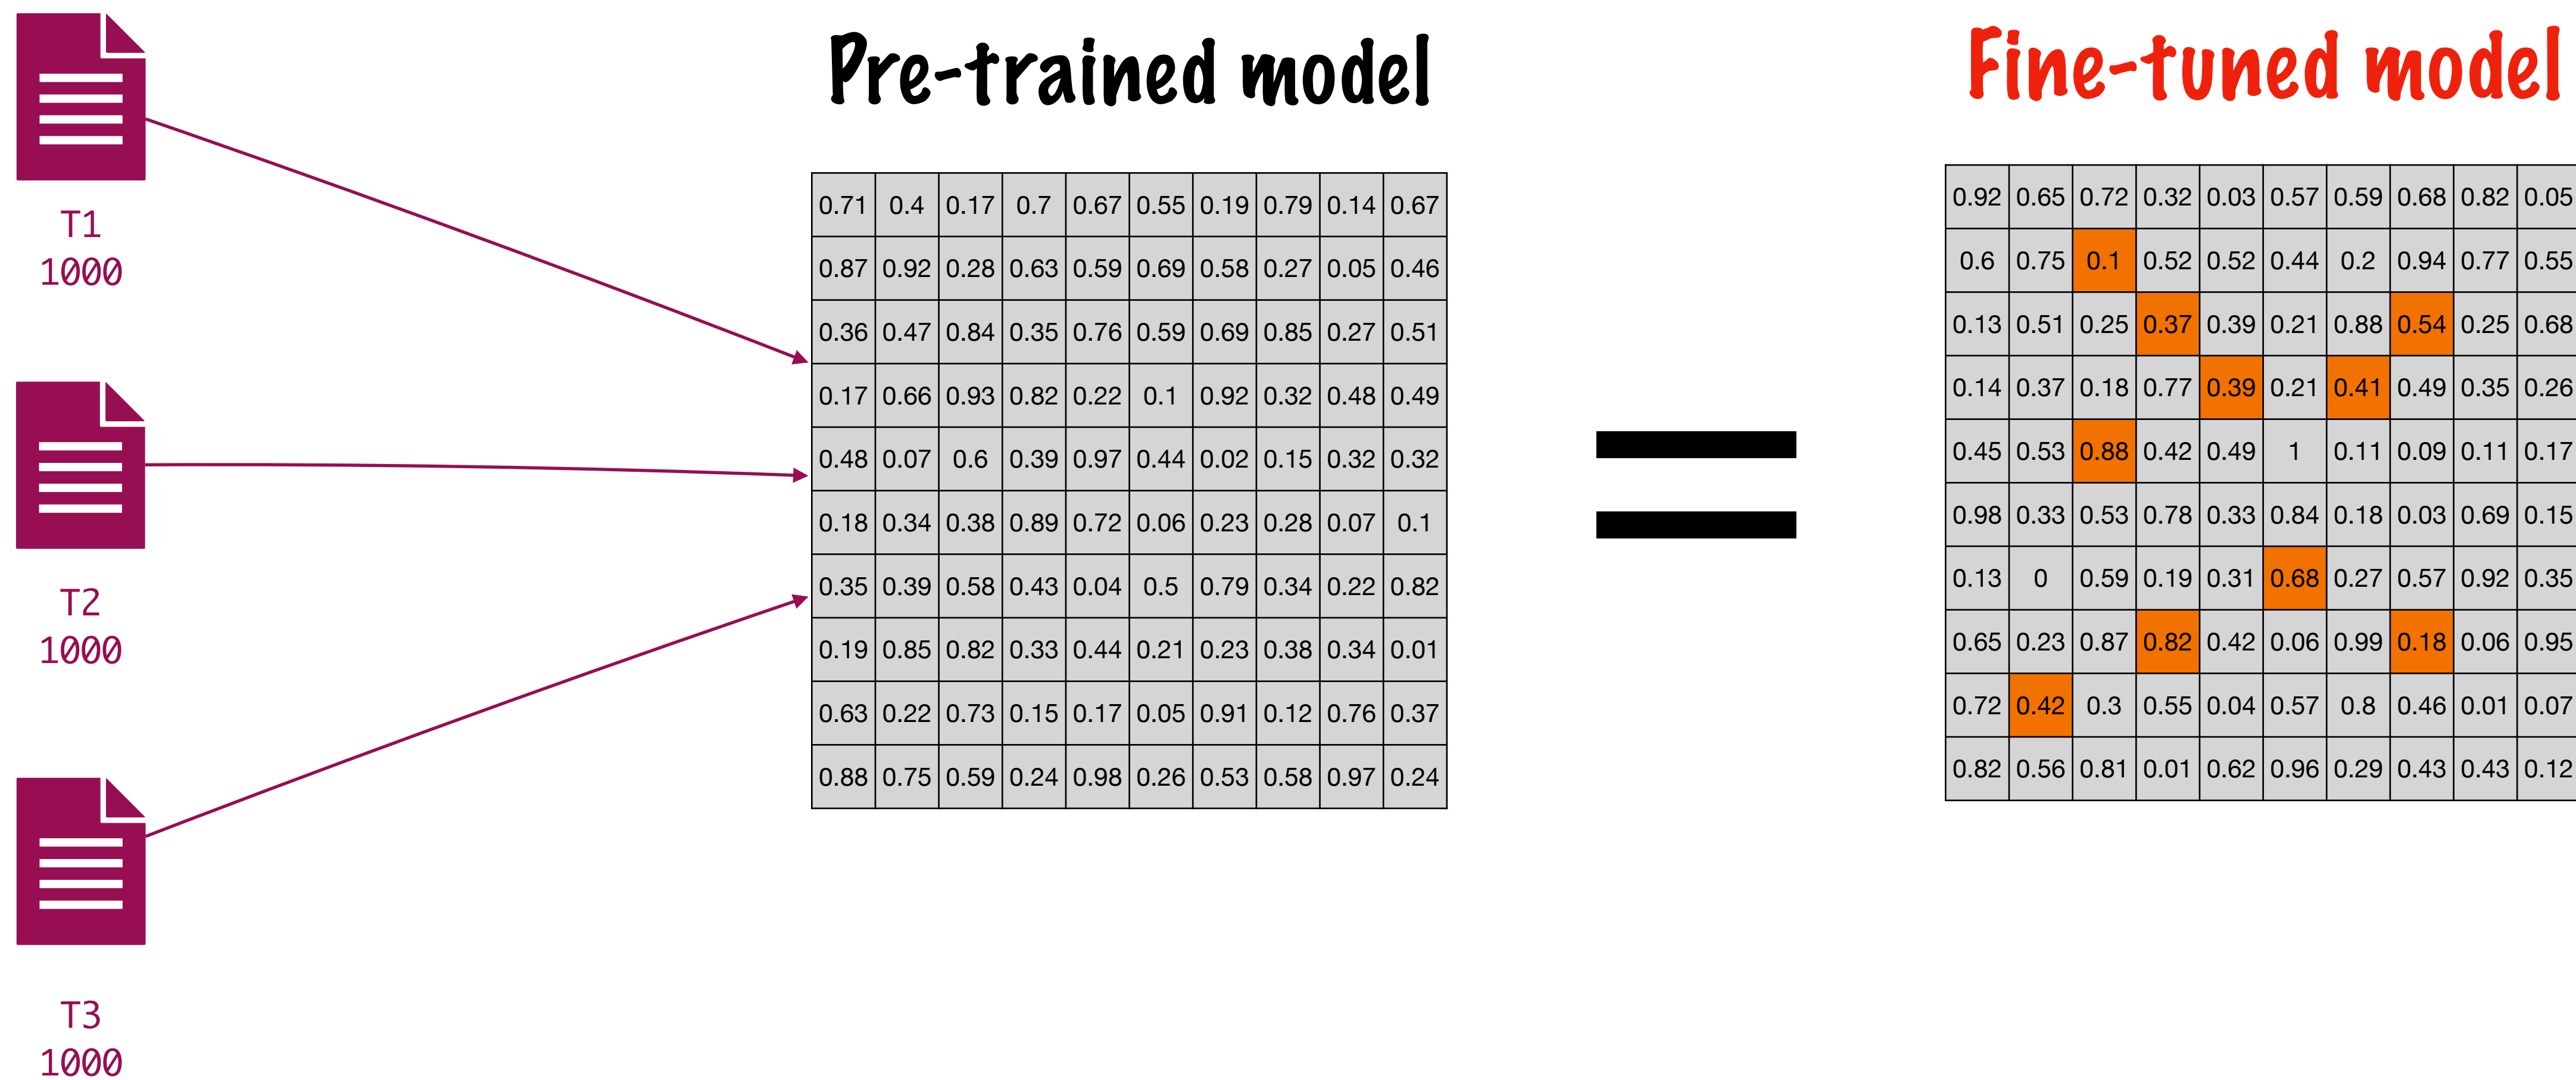 Pre-trained model
Fine-tuned model
T1
1000
T2
1000
T3
1000
0.71 0.4 0.17 0.7 0.67 0.55 0.19 0.79 0.14 0.67
0.87 0.92 0.28 0.63 0.59 0.69 0.58 0.27 0.05 0.46
0.36 0.47 0.84 0.35 0.76 0.59 0.69 0.85 0.27 0.51
0.17 0.66 0.93 0.82 0.22 0.1 0.92 0.32 0.48 0.49
0.48 0.07 0.6 0.39 0.97 0.44 0.02 0.15 0.32 0.32
0.18 0.34 0.38 0.89 0.72 0.06 0.23 0.28 0.07 0.1
0.35 0.39 0.58 0.43 0.04 0.5 0.79 0.34 0.22 0.82
0.19 0.85 0.82 0.33 0.44 0.21 0.23 0.38 0.34 0.01
0.63 0.22 0.73 0.15 0.17 0.05 0.91 0.12 0.76 0.37
0.88 0.75 0.59 0.24 0.98 0.26 0.53 0.58 0.97 0.24
0.92 0.65 0.72 0.32 0.03 0.57 0.59 0.68 0.82 0.05
0.6 0.75 0.1 0.52 0.52 0.44 0.2 0.94 0.77 0.55
0.13 0.51 0.25 0.37 0.39 0.21 0.88 0.54 0.25 0.68
0.14 0.37 0.18 0.77 0.39 0.21 0.41 0.49 0.35 0.26
0.45 0.53 0.88 0.42 0.49 1 0.11 0.09 0.11 0.17
0.98 0.33 0.53 0.78 0.33 0.84 0.18 0.03 0.69 0.15
0.13 0 0.59 0.19 0.31 0.68 0.27 0.57 0.92 0.35
0.65 0.23 0.87 0.82 0.42 0.06 0.99 0.18 0.06 0.95
0.72 0.42 0.3 0.55 0.04 0.57 0.8 0.46 0.01 0.07
0.82 0.56 0.81 0.01 0.62 0.96 0.29 0.43 0.43 0.12